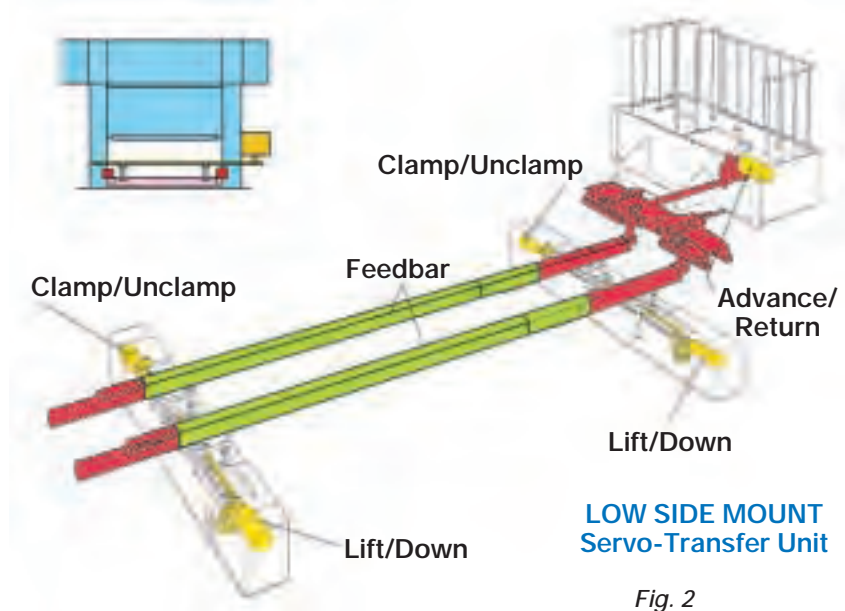 Clamp/Unclamp
Feedbar
Clamp/Unclamp
Advance/
Return
Lift/Down
Lift/Down
LOW SIDE MOUNT
Servo-Transfer Unit
Fig. 2